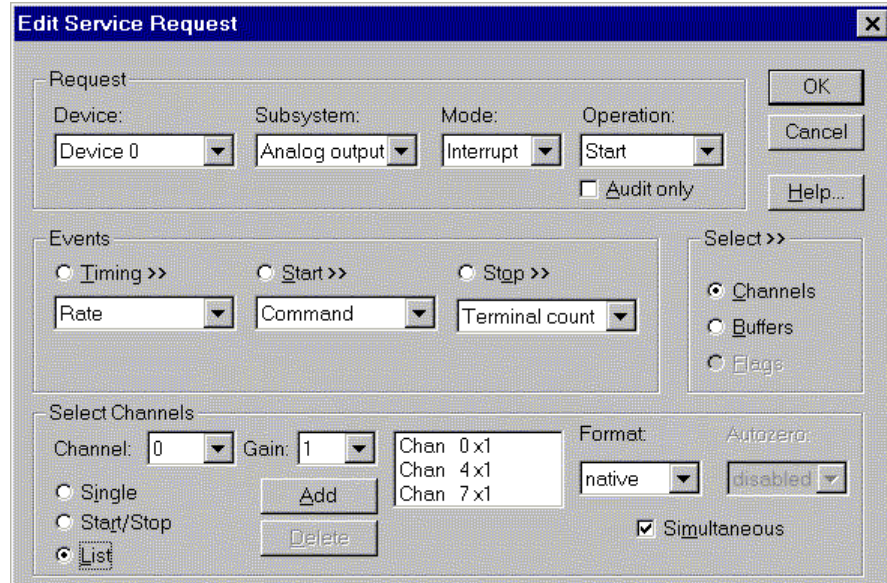 Edit Service Request
Request
OK
Device: Subsystem: Mode: Operation:
Device 0 Analog output Interrupt Start
Cancel
Audit only
Help...
Events
Select >>
Timing >> Start >> Stop >>
Channels
Rate Command Terminal count
Buffers
Flags
Select Channels
Channel: 0 Gain: 1
Chan 0 x1
Chan 4 x1
Chan 7 x1
Format: Autozero:
native disabled
Single
Add
Start/Stop
Simultaneous
Delete
List